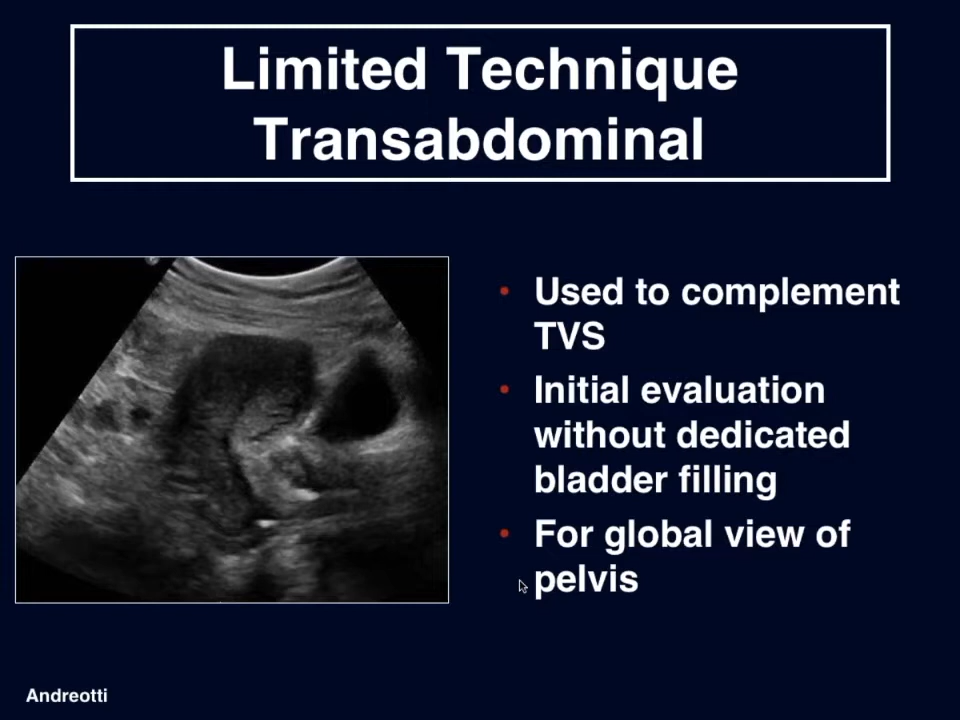 Limited Technique
Transabdominal
• Used to complement
TVS
• Initial evaluation
without dedicated
bladder filling
• For global view of
pelvis
Andreotti